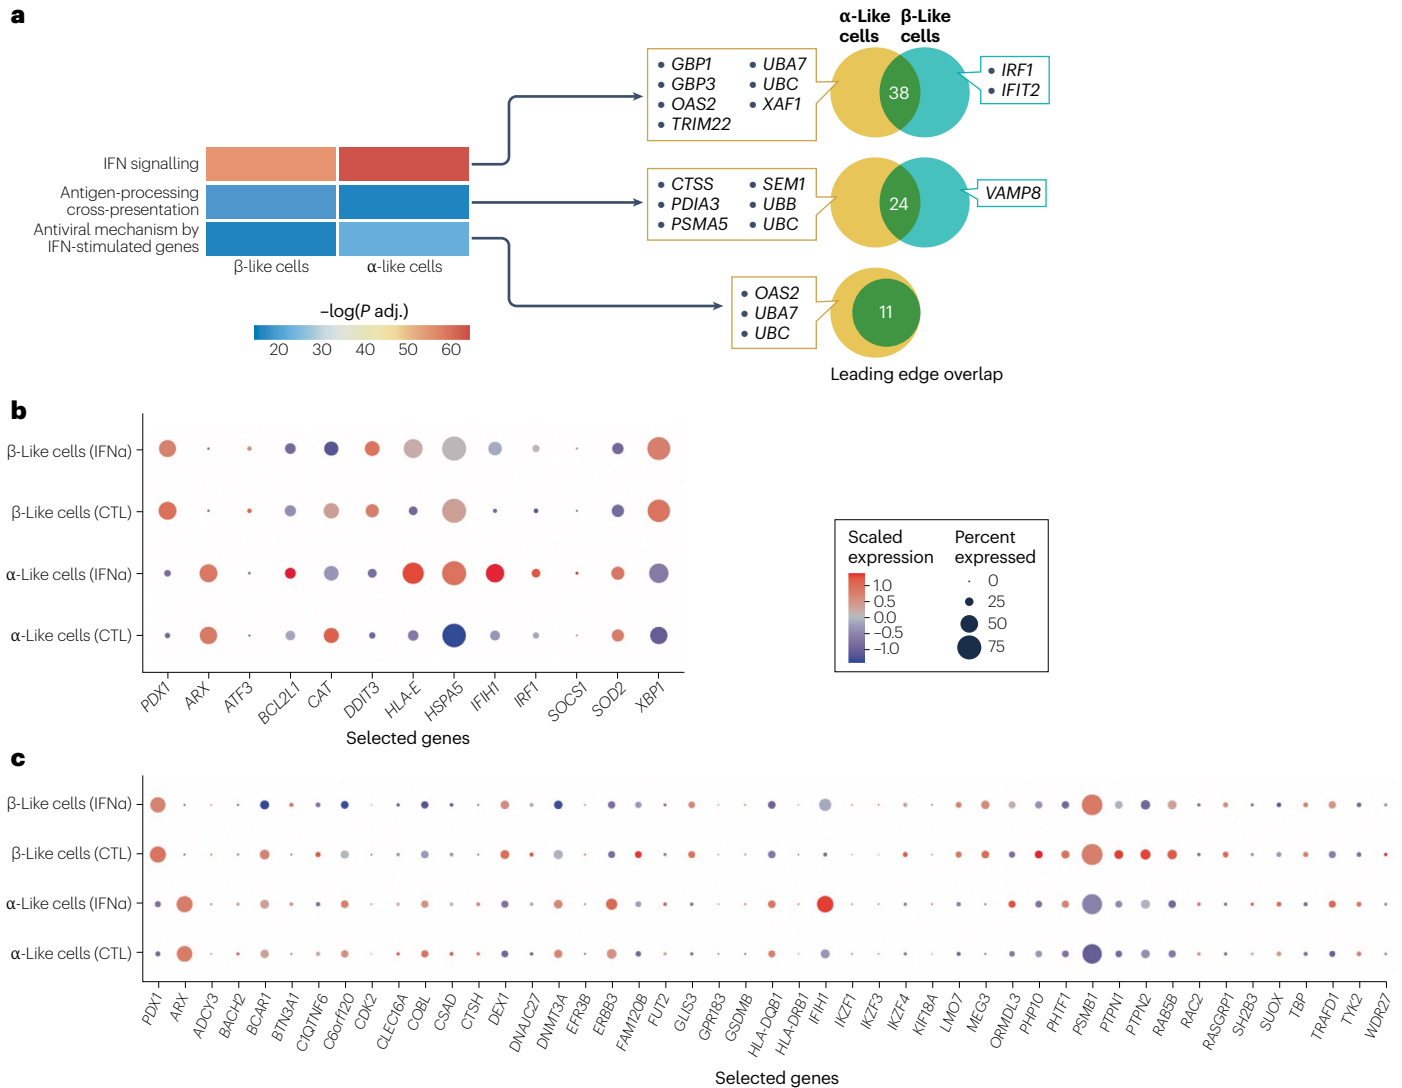 a
α-Like cells
β-Like cells
GBP1
GBP3
OAS2
TRIM22
UBA7
UBC
XAF1
38
IRF1
IFIT2
IFN signalling
Antigen-processing
cross-presentation
Antiviral mechanism by
IFN-stimulated genes
β-like cells
α-like cells
CTSS
PDIA3
PSMA5
SEM1
UBB
UBC
24
VAMP8
OAS2
UBA7
UBC
11
Leading edge overlap
–log(P adj.)
20 30 40 50 60
b
β-Like cells (IFNα)
β-Like cells (CTL)
α-Like cells (IFNα)
α-Like cells (CTL)
PDX1 ARX ATF3 BCL2L1 CAT DDIT3 HLA-E HSPA5 IFIH1 IRF1 SOCS1 SOD2 XBP1
Selected genes
Scaled
expression
1.0
0.5
0.0
–0.5
–1.0
Percent
expressed
0
25
50
75
c
β-Like cells (IFNα)
β-Like cells (CTL)
α-Like cells (IFNα)
α-Like cells (CTL)
PDX1 ARX ADCY3 BACH2 BCAR1 BTN3A1 C1QTNF6 C6orf120 CDK2 CLEC16A COBL CSAD CTSH DEX1 DNAJC27 DNMT3A EFR3B ERBB3 FAM120B FUT2 GLIS3 GPR183 GSDMB HLA-DQB1 HLA-DRB1 IFIH1 IKZF1 IKZF3 IKZF4 KIF18A LMO7 MEG3 ORMDL3 PHP10 PHTF1 PSMB1 PTPN1 PTPN2 RAB5B RAC2 RASGRP1 SH2B3 SUOX TBP TRAFD1 TYK2 WDR27
Selected genes